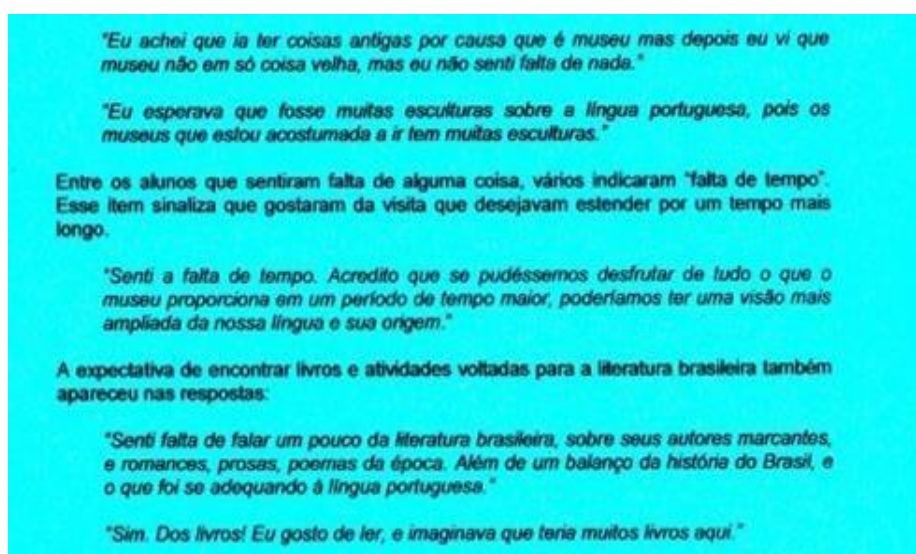 "Eu achei que ia ter coisas antigas por causa que é museu mas depois eu vi que
museu não em só coisa velha, mas eu não senti falta de nada."
"Eu esperava que fosse muitas esculturas sobre a língua portuguesa, pois os
museus que estou acostumada a ir tem muitas esculturas."
Entre os alunos que sentiram falta de alguma coisa, vários indicaram "falta de tempo".
Esse item sinaliza que gostaram da visita que desejavam estender por um tempo mais
longo.
"Senti a falta de tempo. Acredito que se pudéssemos desfrutar de tudo o que o
museu proporciona em um período de tempo maior, poderíamos ter uma visão mais
ampliada da nossa língua e sua origem."
A expectativa de encontrar livros e atividades voltadas para a literatura brasileira também
apareceu nas respostas:
"Senti falta de falar um pouco da literatura brasileira, sobre seus autores marcantes,
e romances, prosas, poemas da época. Além de um balanço da história do Brasil, e
o que foi se adequando à língua portuguesa."
"Sim. Dos livros! Eu gosto de ler, e imaginava que teria muitos livros aqui."